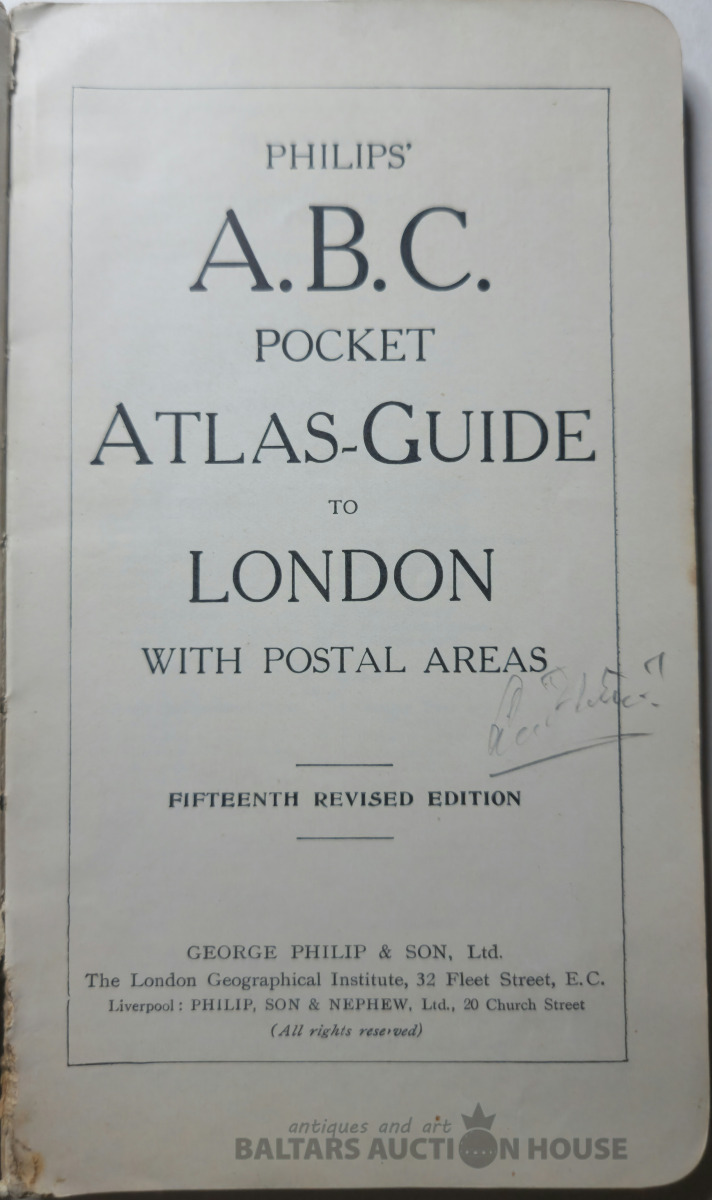 PHILIPS'
A.B.C.
POCKET
ATLAS-GUIDE
TO
LONDON
WITH POSTAL AREAS
FIFTEENTH REVISED EDITION
GEORGE PHILIP & SON, Ltd.
The London Geographical Institute, 32 Fleet Street, E.C.
Liverpool: PHILIP, SON & NEPHEW, Ltd., 20 Church Street
(All rights reserved)
antiques and art
BALTARS AUCTION HOUSE